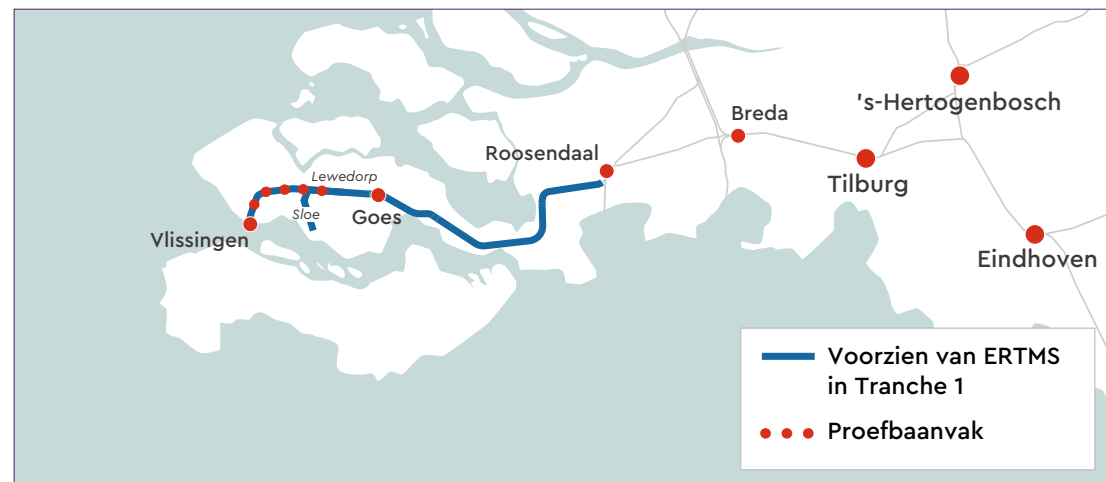 's-Hertogenbosch
Breda
Roosendaal
Tilburg
Lewedorp
Sloe
Goes
Vlissingen
Eindhoven
Voorzien van ERTMS
in Tranche 1
Proefbaanvak